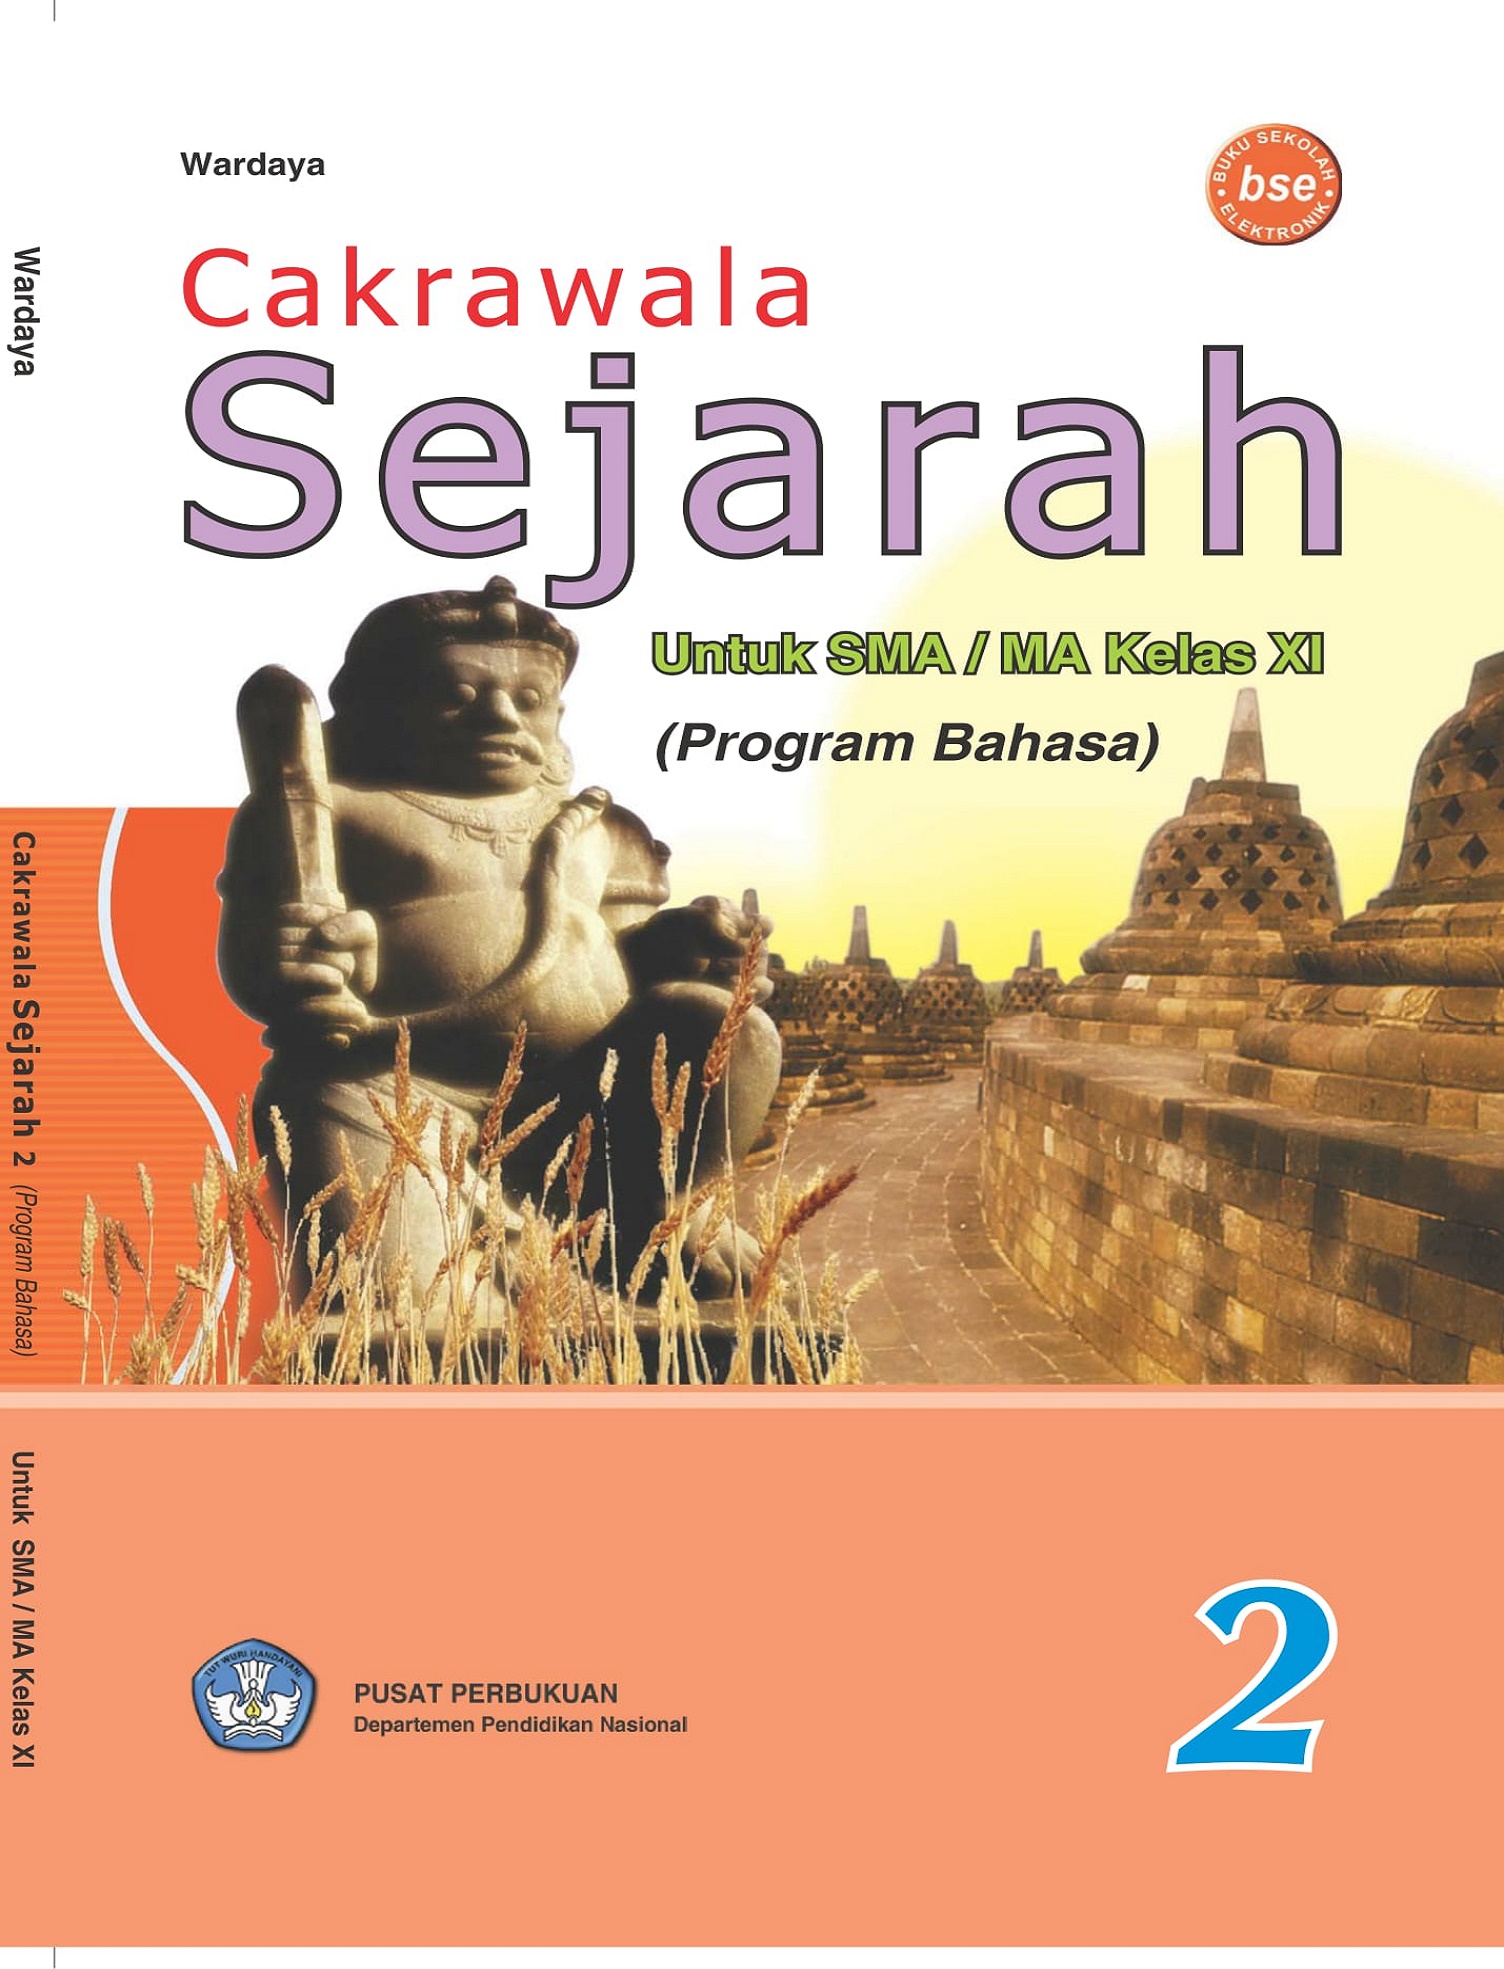 Wardaya
BUKU SEKOLAH
bse
ELEKTRONIK
Cakrawala
Sejarah
Untuk SMA / MA Kelas XI
(Program Bahasa)
TUT WURI HANDAYANI
PUSAT PERBUKUAN
Departemen Pendidikan Nasional
2
Wardaya
Cakrawala Sejarah 2 (Program Bahasa)
Untuk SMA / MA Kelas XI